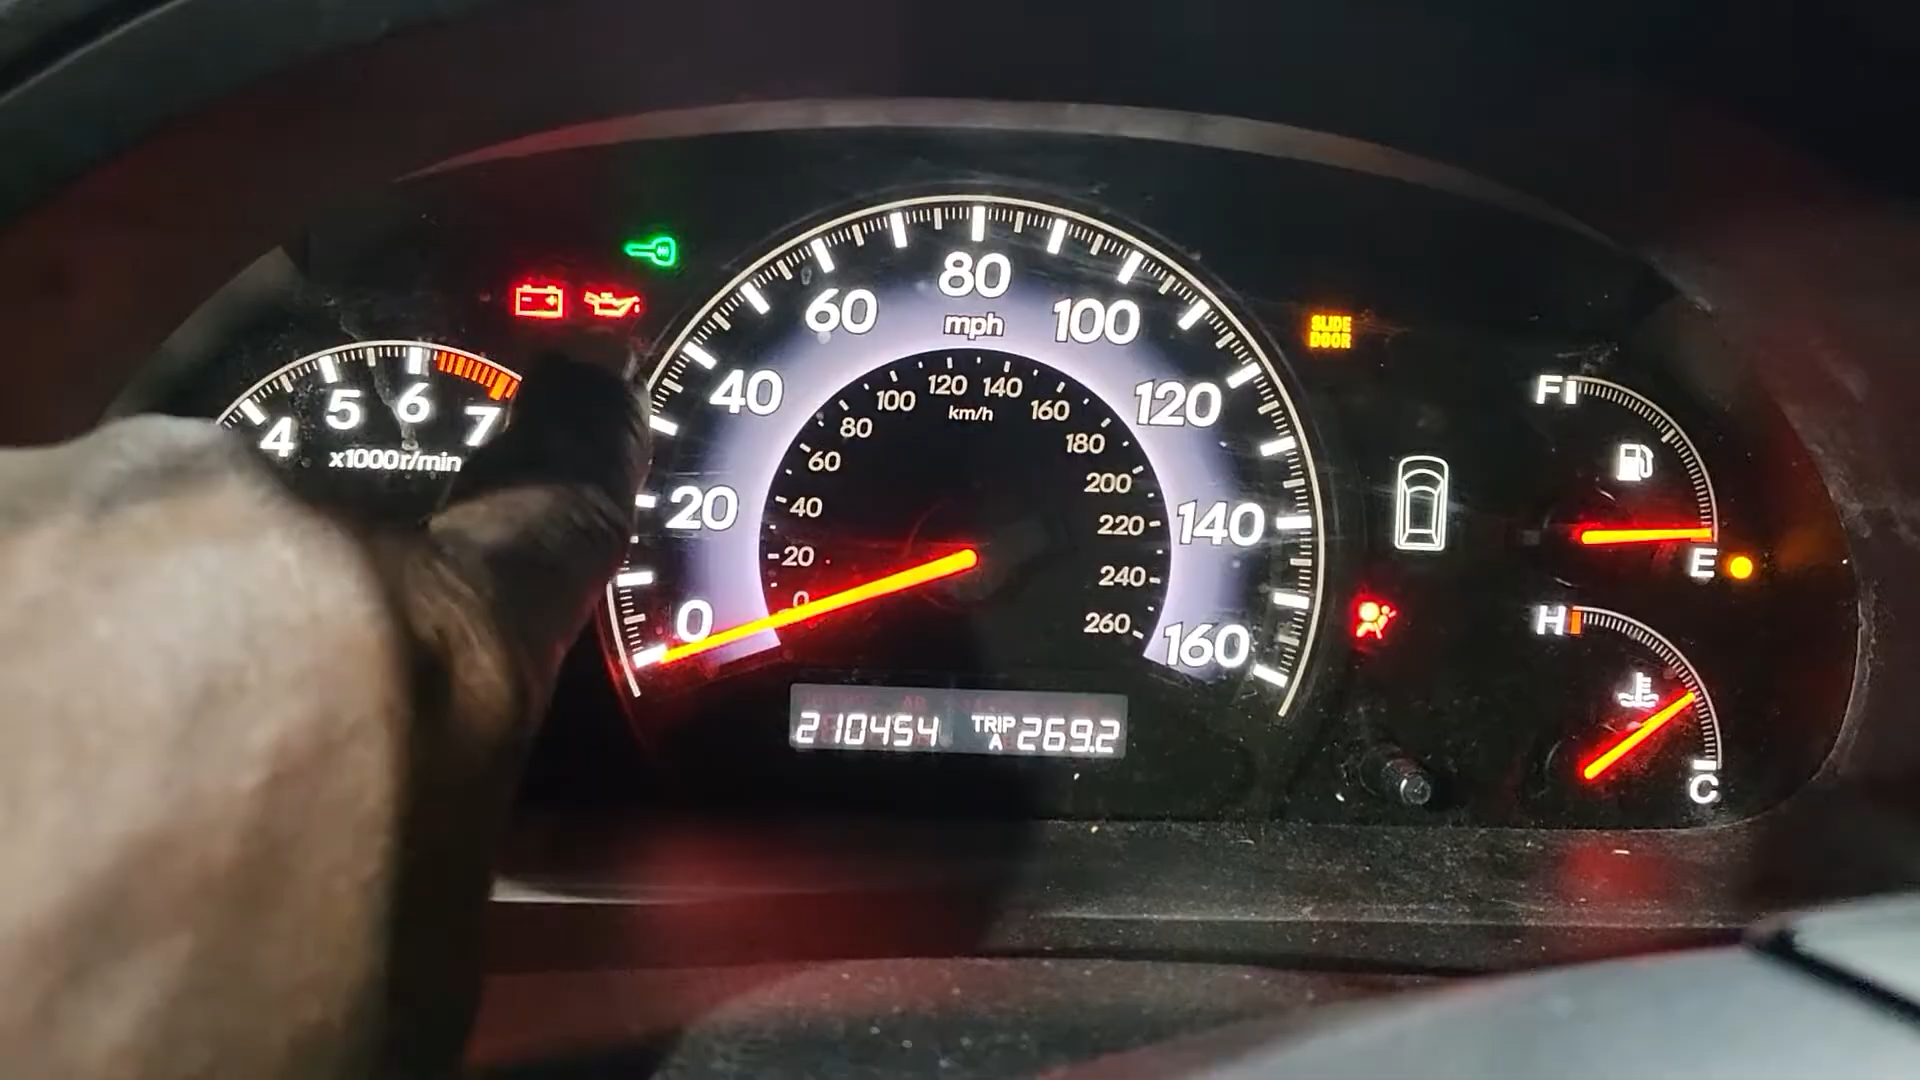 4 5 6 7
x1000r/min
0 20 40 60 80 100 120 140 160
mph
0 20 40 60 80 100 120 140 160 180 200 220 240 260
km/h
210454 TRIP A 269.2
SLIDE
DOOR
F
E
H
C